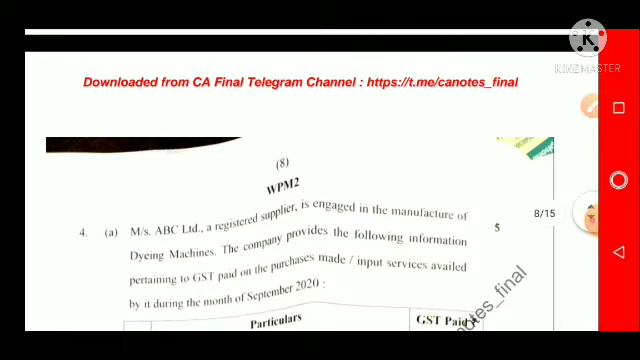 KINEMASTER
Downloaded from CA Final Telegram Channel : https://t.me/canotes_final
(8)
WPM2
4. (a) M/s. ABC Ltd., a registered supplier, is engaged in the manufacture of 5
Dyeing Machines. The company provides the following information
pertaining to GST paid on the purchases made / input services availed
by it during the month of September 2020 :
Particulars GST Paid
8/15
notes_final